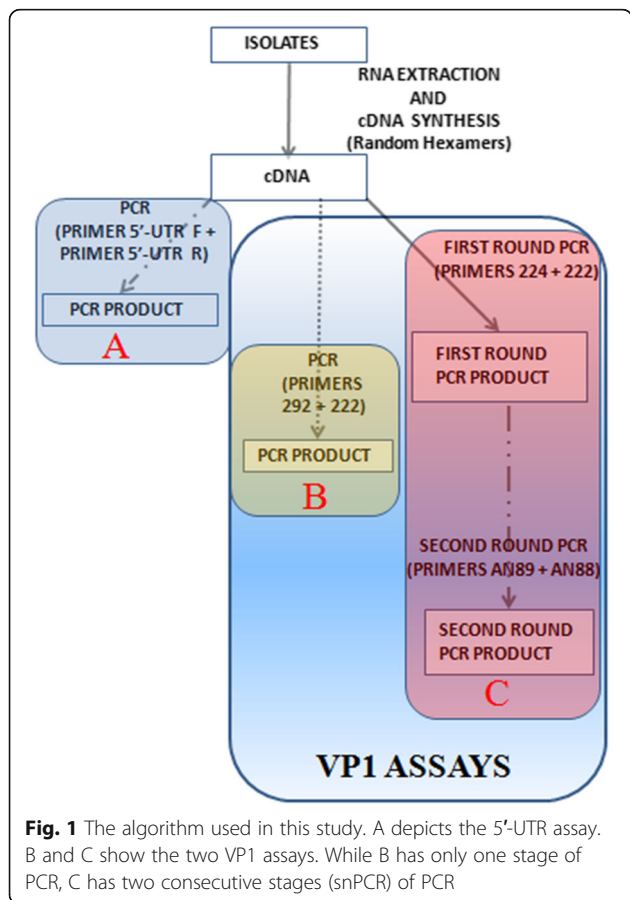 ISOLATES
RNA EXTRACTION
AND
cDNA SYNTHESIS
(Random Hexamers)
cDNA
PCR
(PRIMER 5'-UTR F +
PRIMER 5'-UTR R)
PCR PRODUCT
A
PCR
(PRIMERS
292 + 222)
PCR PRODUCT
B
FIRST ROUND PCR
(PRIMERS 224 + 222)
FIRST ROUND
PCR PRODUCT
SECOND ROUND PCR
(PRIMERS AN89 + AN88)
SECOND ROUND
PCR PRODUCT
C
VP1 ASSAYS
Fig. 1 The algorithm used in this study. A depicts the 5′-UTR assay.
B and C show the two VP1 assays. While B has only one stage of
PCR, C has two consecutive stages (snPCR) of PCR